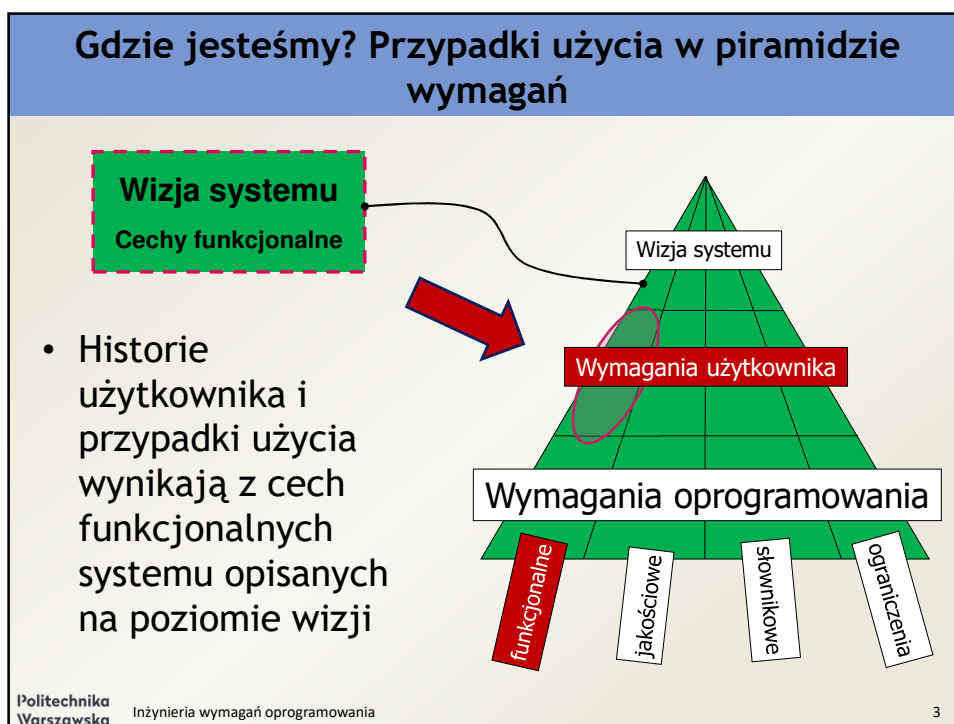 Gdzie jesteśmy? Przypadki użycia w piramidzie
wymagań
Wizja systemu
Cechy funkcjonalne
Wizja systemu
• Historie
użytkownika i
przypadki użycia
wynikają z cech
funkcjonalnych
systemu opisanych
na poziomie wizji
Wymagania użytkownika
Wymagania oprogramowania
funkcjonalne
jakościowe
słownikowe
ograniczenia
Politechnika
Warszawska
Inżynieria wymagań oprogramowania
3